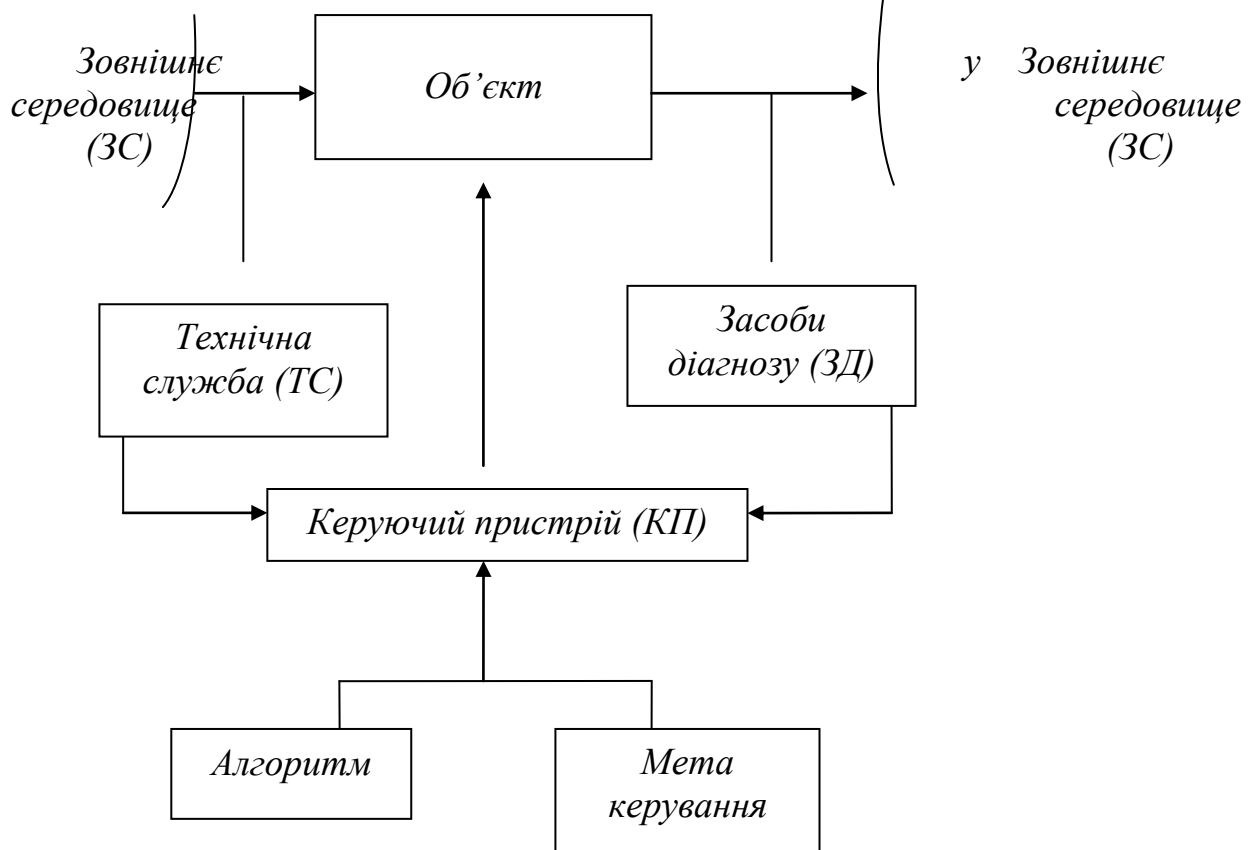 Зовнішнє
середовище
(ЗС)
Об’єкт
у Зовнішнє
середовище
(ЗС)
Технічна
служба (ТС)
Засоби
діагнозу (ЗД)
Керуючий пристрій (КП)
Алгоритм
Мета
керування